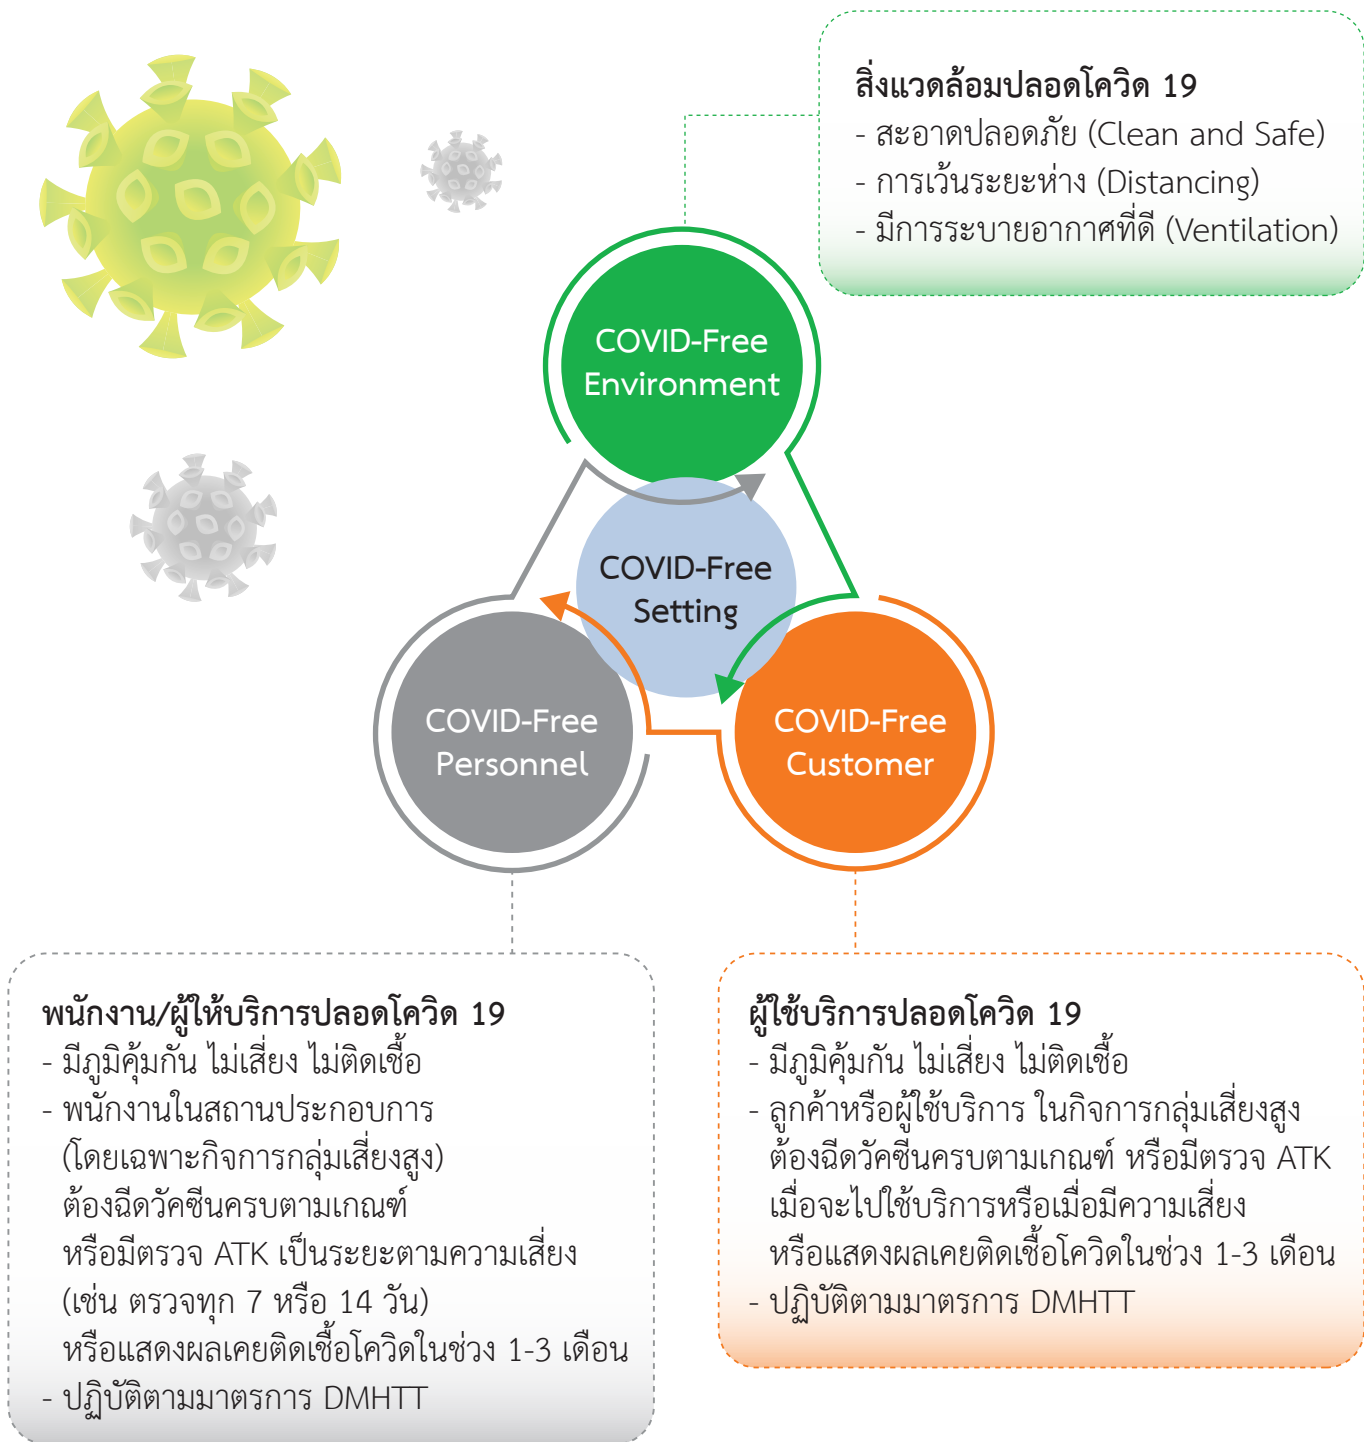 สิ่งแวดล้อมปลอดโควิด 19
- สะอาดปลอดภัย (Clean and Safe)
- การเว้นระยะห่าง (Distancing)
- มีการระบายอากาศที่ดี (Ventilation)
COVID-Free
Environment
COVID-Free
Setting
COVID-Free
Personnel
COVID-Free
Customer
พนักงาน/ผู้ให้บริการปลอดโควิด 19
- มีภูมิคุ้มกัน ไม่เสี่ยง ไม่ติดเชื้อ
- พนักงานในสถานประกอบการ
(โดยเฉพาะกิจการกลุ่มเสี่ยงสูง)
ต้องฉีดวัคซีนครบตามเกณฑ์
หรือมีตรวจ ATK เป็นระยะตามความเสี่ยง
(เช่น ตรวจทุก 7 หรือ 14 วัน)
หรือแสดงผลเคยติดเชื้อโควิดในช่วง 1-3 เดือน
- ปฏิบัติตามมาตรการ DMHTT
ผู้ใช้บริการปลอดโควิด 19
- มีภูมิคุ้มกัน ไม่เสี่ยง ไม่ติดเชื้อ
- ลูกค้าหรือผู้ใช้บริการ ในกิจการกลุ่มเสี่ยงสูง
ต้องฉีดวัคซีนครบตามเกณฑ์ หรือมีตรวจ ATK
เมื่อจะไปใช้บริการหรือเมื่อมีความเสี่ยง
หรือแสดงผลเคยติดเชื้อโควิดในช่วง 1-3 เดือน
- ปฏิบัติตามมาตรการ DMHTT